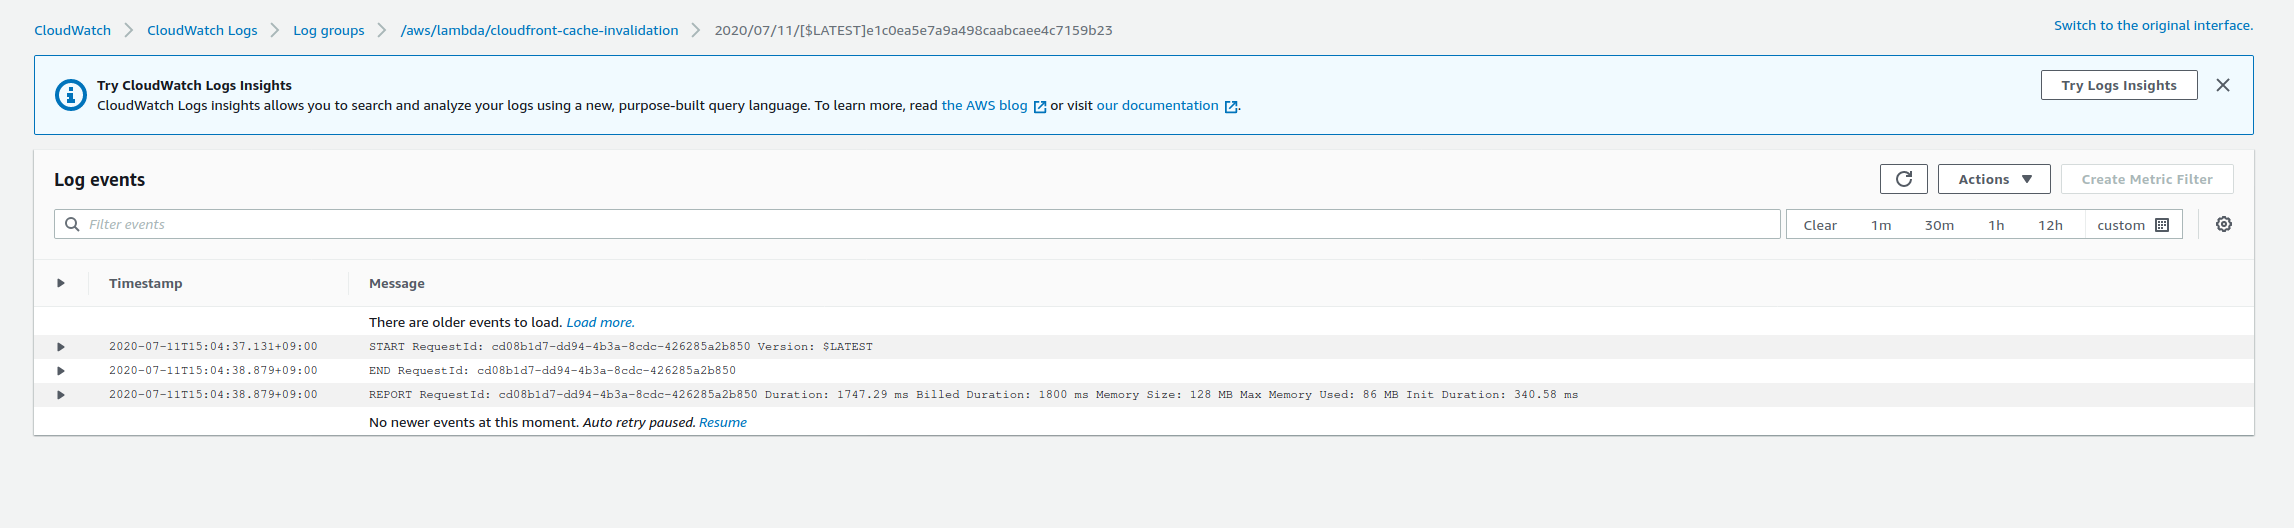 CloudWatch CloudWatch Logs Log groups /aws/lambda/cloudfront-cache-invalidation 2020/07/11/[$LATEST]e1c0ea5e7a9a498caabcaee4c7159b23 Switch to the original interface.
Try CloudWatch Logs Insights
CloudWatch Logs insights allows you to search and analyze your logs using a new, purpose-built query language. To learn more, read the AWS blog or visit our documentation .
Try Logs Insights
Log events
Actions
Create Metric Filter
Filter events
Clear 1m 30m 1h 12h custom
Timestamp Message
There are older events to load. Load more.
2020-07-11T15:04:37.131+09:00 START RequestId: cd08b1d7-dd94-4b3a-8cdc-426285a2b850 Version: $LATEST
2020-07-11T15:04:38.879+09:00 END RequestId: cd08b1d7-dd94-4b3a-8cdc-426285a2b850
2020-07-11T15:04:38.879+09:00 REPORT RequestId: cd08b1d7-dd94-4b3a-8cdc-426285a2b850 Duration: 1747.29 ms Billed Duration: 1800 ms Memory Size: 128 MB Max Memory Used: 86 MB Init Duration: 340.58 ms
No newer events at this moment. Auto retry paused. Resume